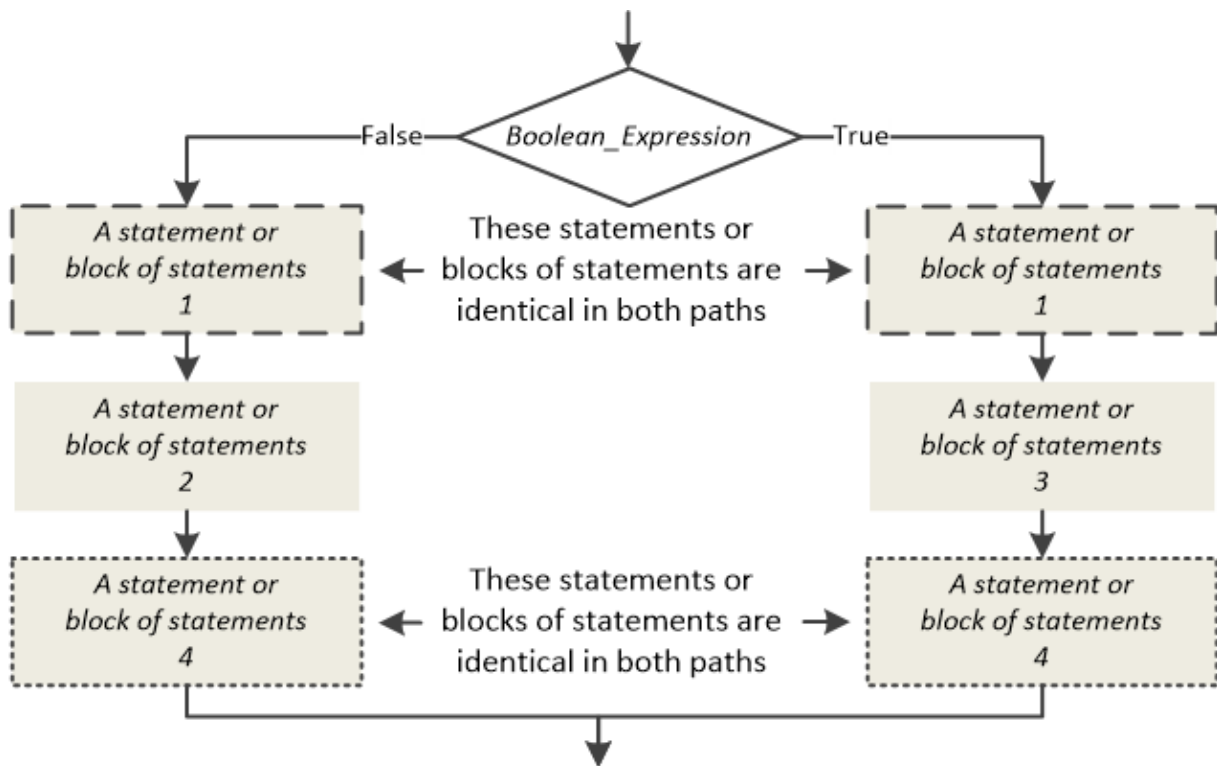 Boolean_Expression
False
True
A statement or
block of statements
1
These statements or
blocks of statements are
identical in both paths
A statement or
block of statements
1
A statement or
block of statements
2
A statement or
block of statements
3
A statement or
block of statements
4
These statements or
blocks of statements are
identical in both paths
A statement or
block of statements
4